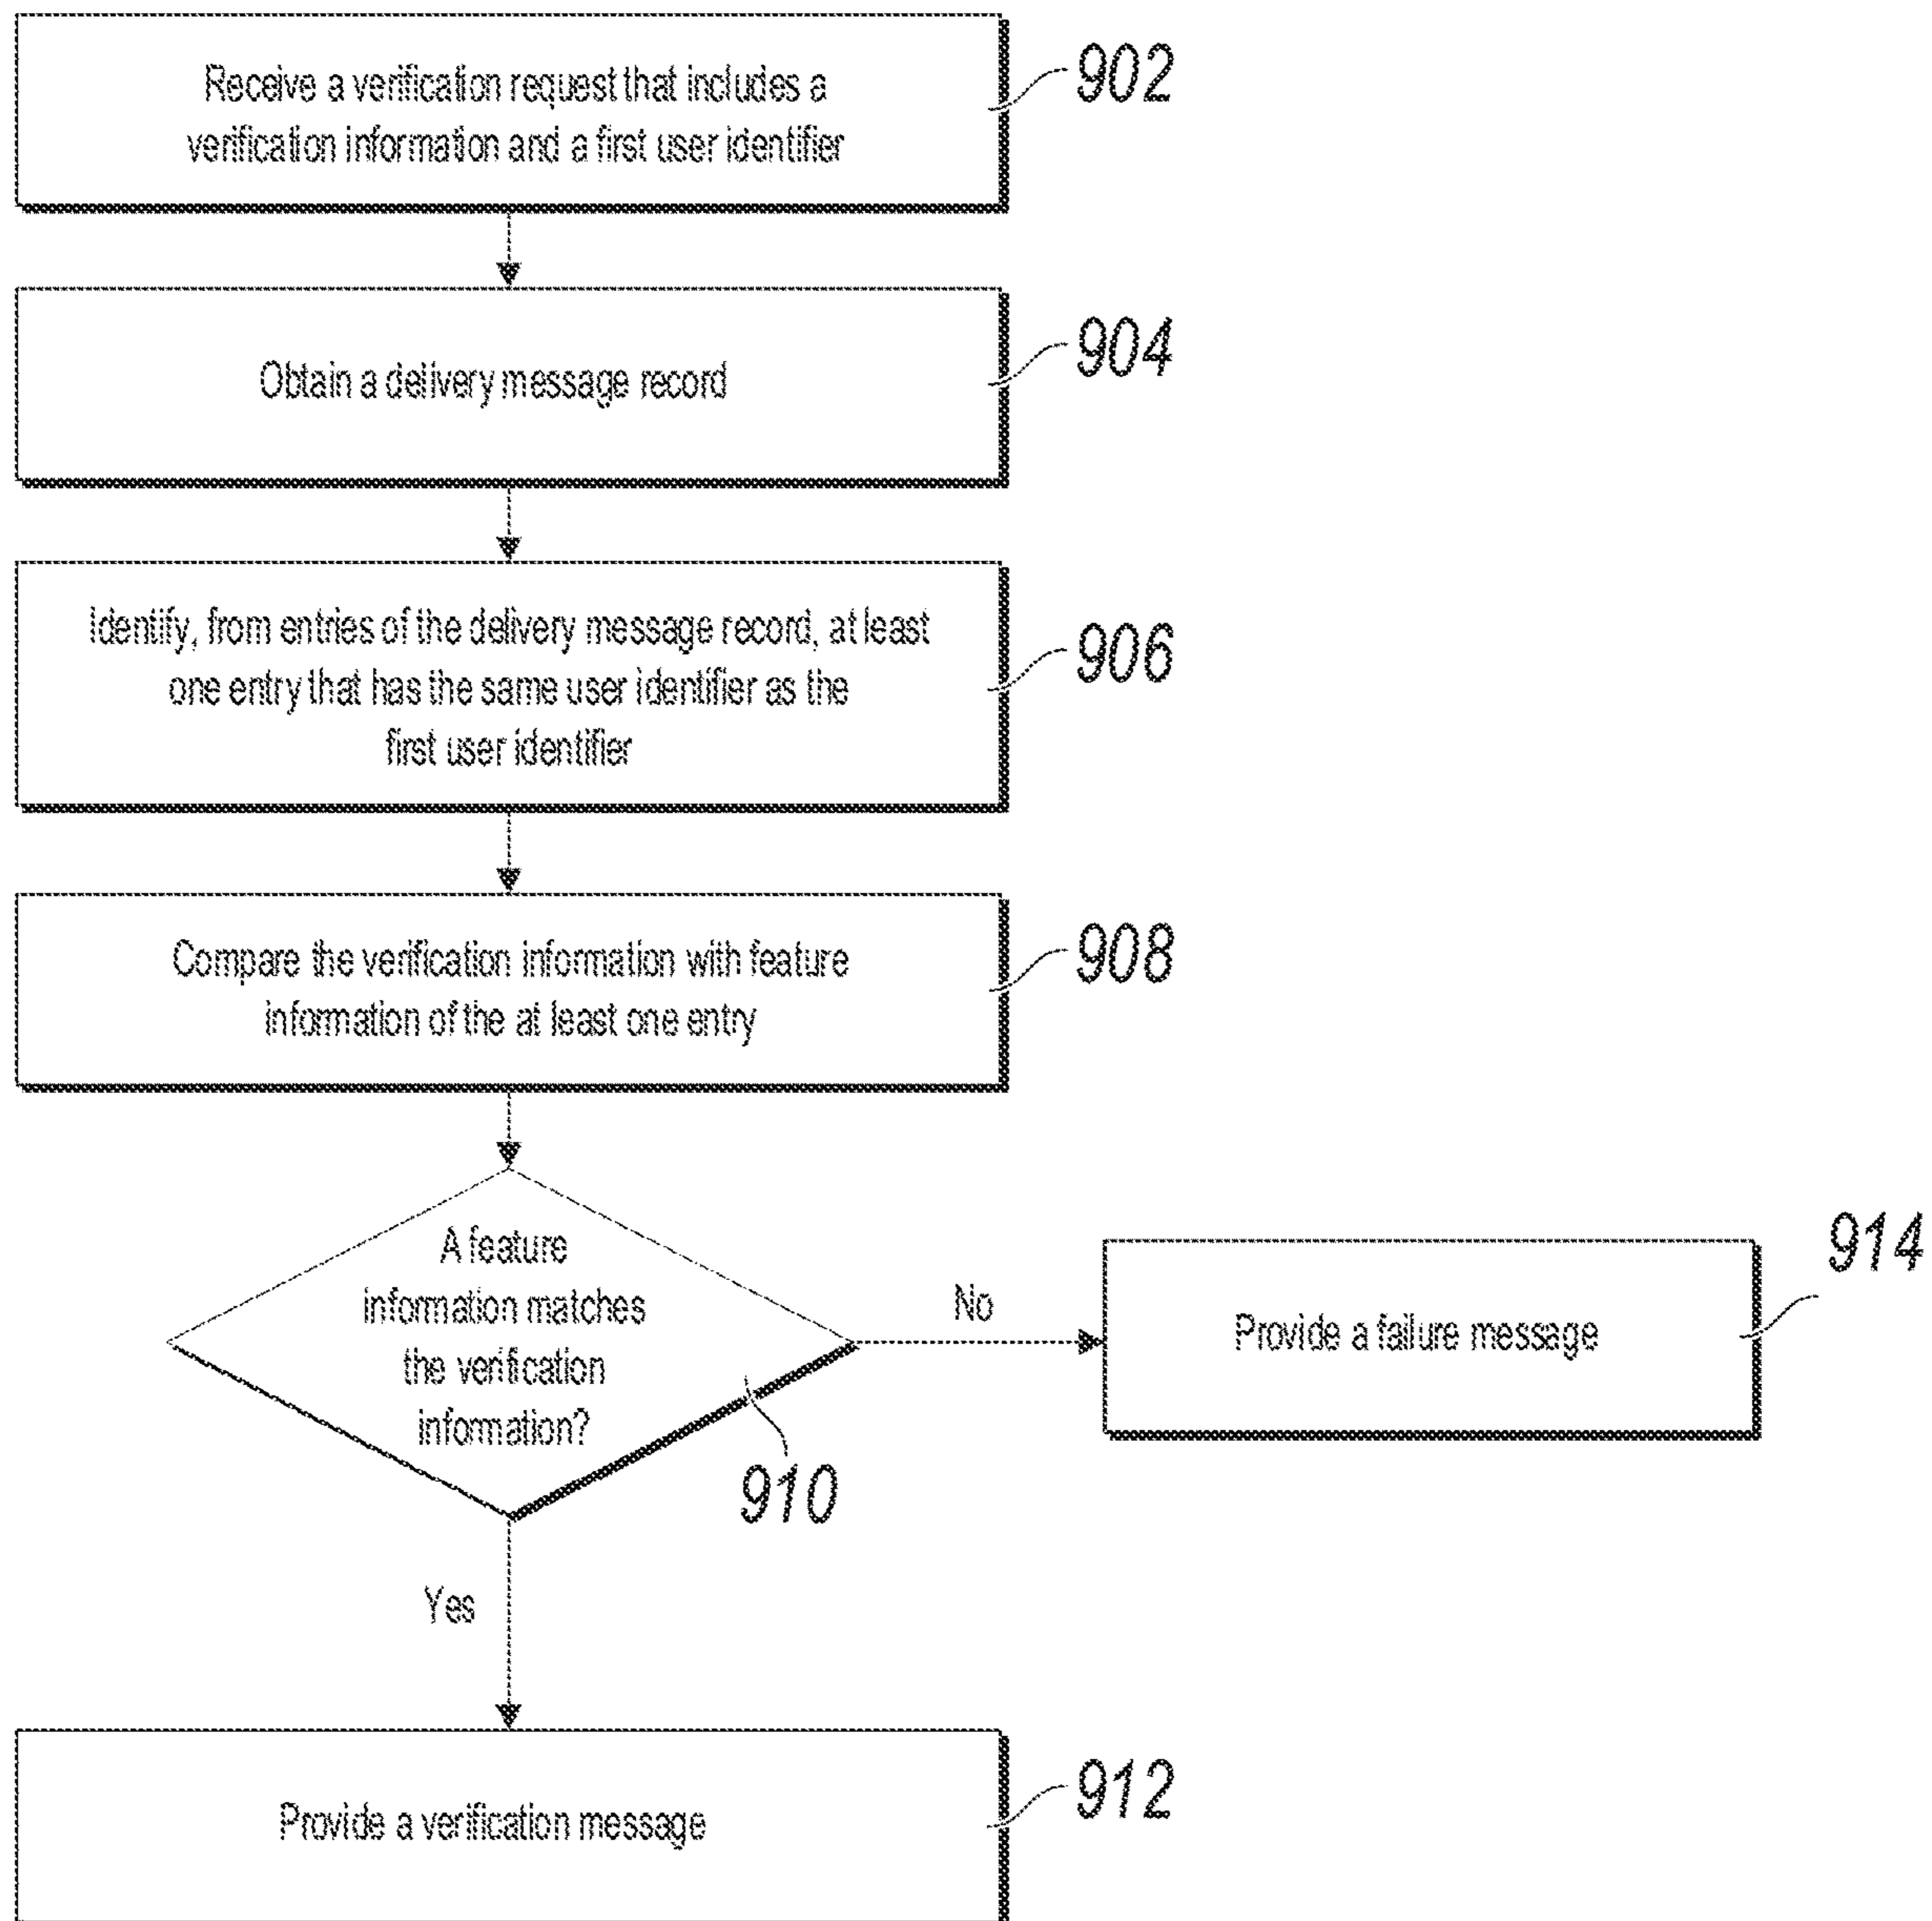 Receive a verification request that includes a
verification information and a first user identifier
902
Obtain a delivery message record
904
Identify, from entries of the delivery message record, at least
one entry that has the same user identifier as the
first user identifier
906
Compare the verification information with feature
information of the at least one entry
908
A feature
information matches
the verification
information?
910
No
Provide a failure message
914
Yes
Provide a verification message
912